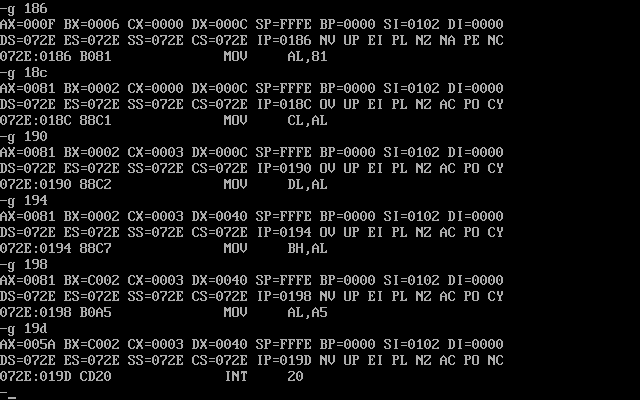 -g 186
AX=000F BX=0006 CX=0000 DX=000C SP=FFFE BP=0000 SI=0102 DI=0000
DS=072E ES=072E SS=072E CS=072E IP=0186 NV UP EI PL NZ NA PE NC
072E:0186 B081 MOV AL,81
-g 18c
AX=0081 BX=0002 CX=0000 DX=000C SP=FFFE BP=0000 SI=0102 DI=0000
DS=072E ES=072E SS=072E CS=072E IP=018C OV UP EI PL NZ AC PO CY
072E:018C 88C1 MOV CL,AL
-g 190
AX=0081 BX=0002 CX=0003 DX=000C SP=FFFE BP=0000 SI=0102 DI=0000
DS=072E ES=072E SS=072E CS=072E IP=0190 OV UP EI PL NZ AC PO CY
072E:0190 88C2 MOV DL,AL
-g 194
AX=0081 BX=0002 CX=0003 DX=0040 SP=FFFE BP=0000 SI=0102 DI=0000
DS=072E ES=072E SS=072E CS=072E IP=0194 OV UP EI PL NZ AC PO CY
072E:0194 88C7 MOV BH,AL
-g 198
AX=0081 BX=C002 CX=0003 DX=0040 SP=FFFE BP=0000 SI=0102 DI=0000
DS=072E ES=072E SS=072E CS=072E IP=0198 NV UP EI PL NZ AC PO CY
072E:0198 B0A5 MOV AL,A5
-g 19d
AX=005A BX=C002 CX=0003 DX=0040 SP=FFFE BP=0000 SI=0102 DI=0000
DS=072E ES=072E SS=072E CS=072E IP=019D NV UP EI PL NZ AC PO NC
072E:019D CD20 INT 20
-_